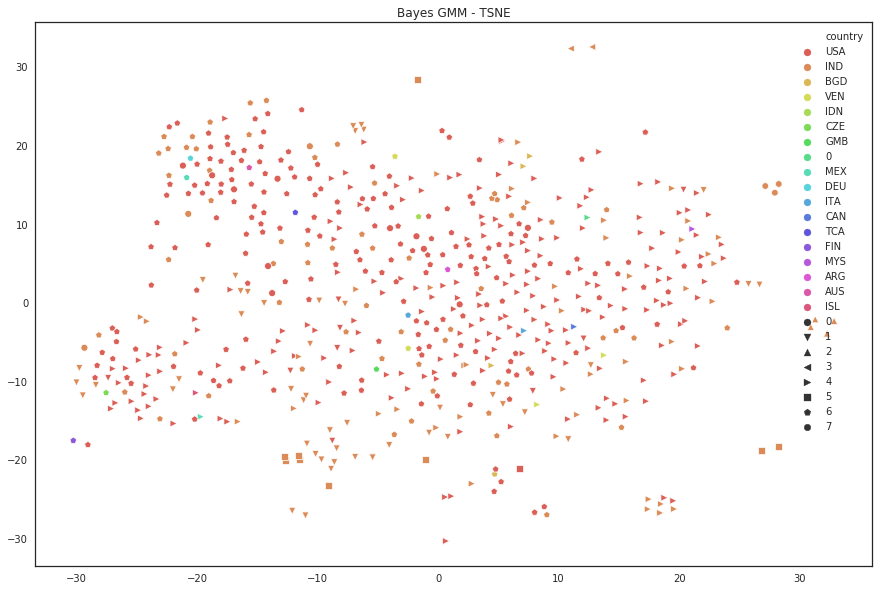 Bayes GMM - TSNE
country
USA
IND
BGD
VEN
IDN
CZE
GMB
0
MEX
DEU
ITA
CAN
TCA
FIN
MYS
ARG
AUS
ISL
0
1
2
3
4
5
6
7
30
20
10
0
−10
−20
−30
−30 −20 −10 0 10 20 30